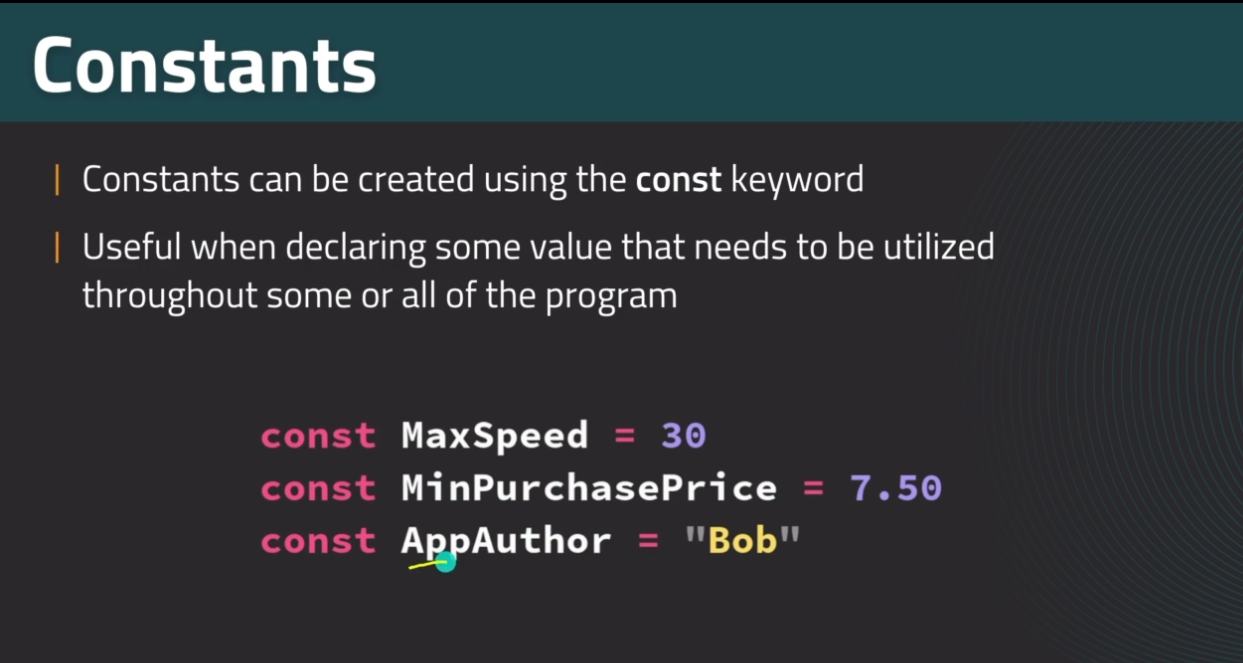 Constants
Constants can be created using the const keyword
Useful when declaring some value that needs to be utilized
throughout some or all of the program
const MaxSpeed = 30
const MinPurchasePrice = 7.50
const AppAuthor = "Bob"